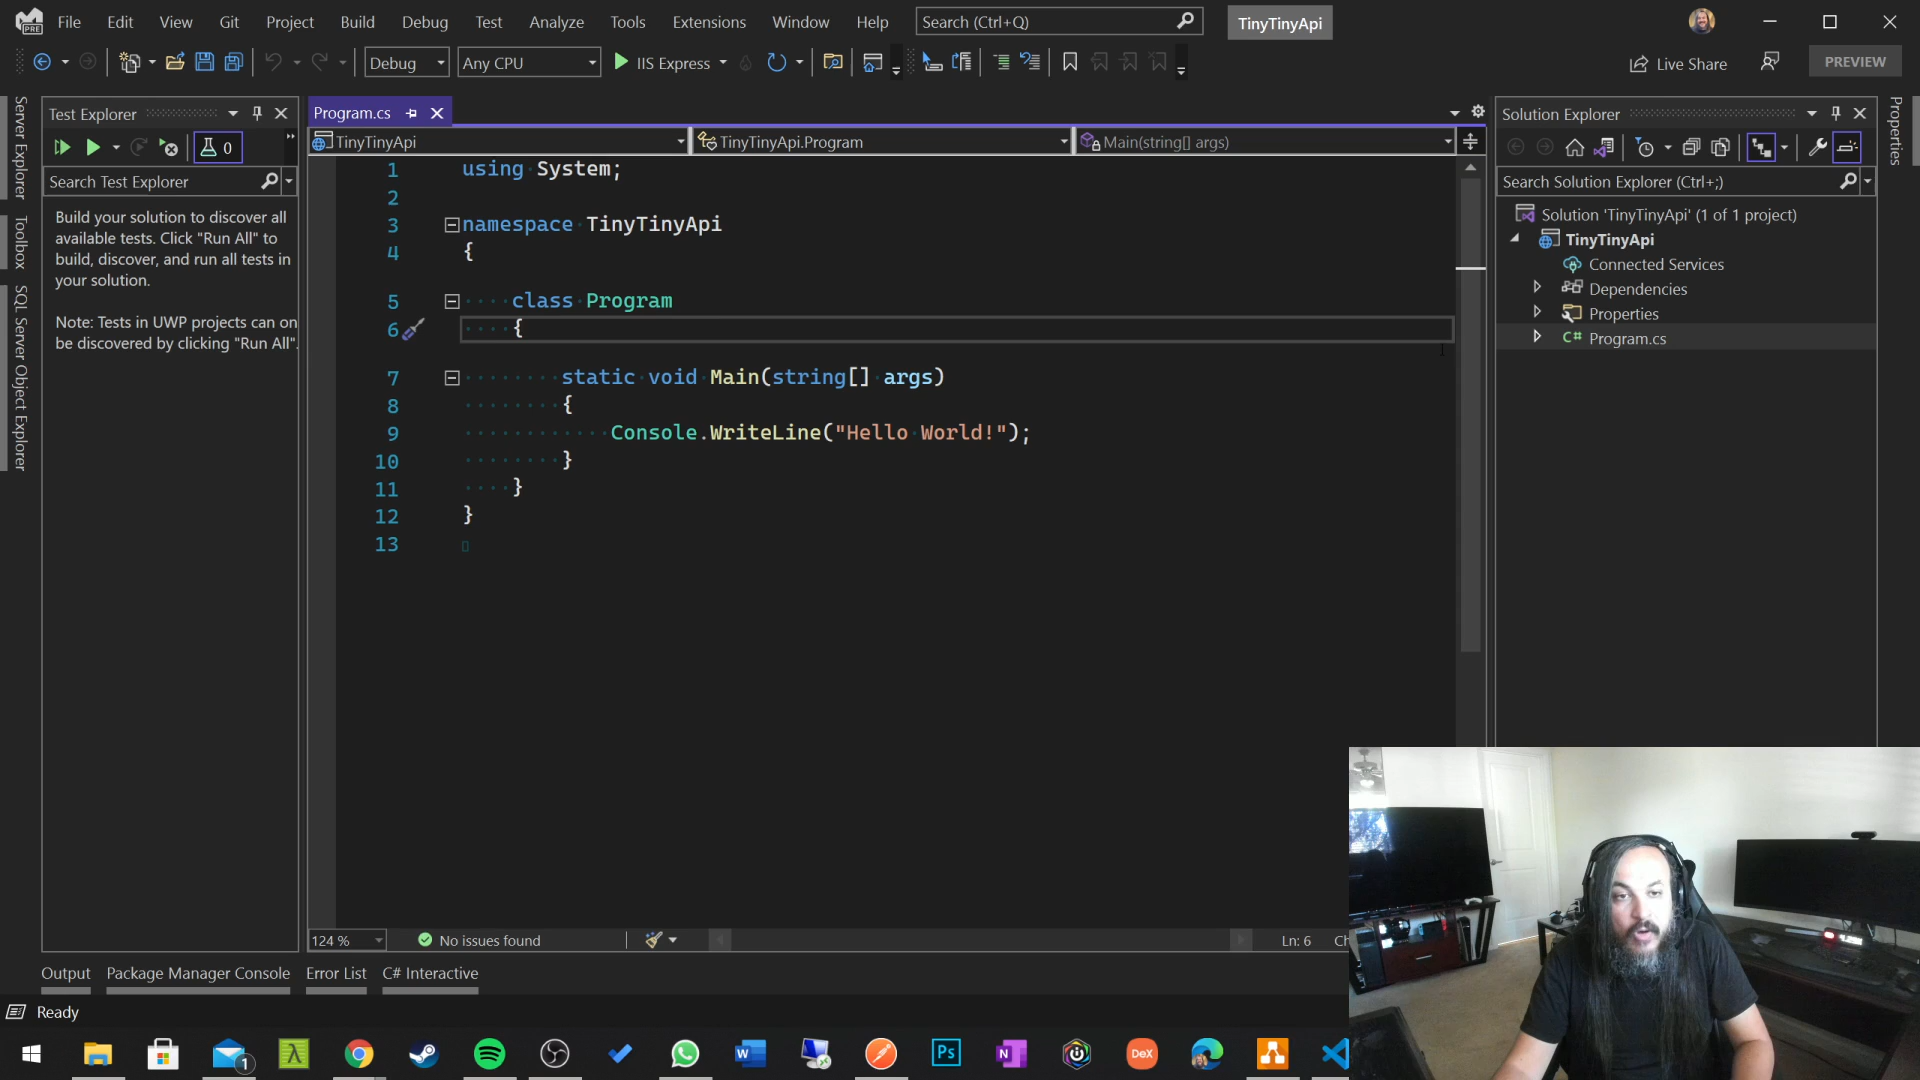 PRE
File Edit View Git Project Build Debug Test Analyze Tools Extensions Window Help Search (Ctrl+Q) TinyTinyApi
Debug Any CPU IIS Express Live Share PREVIEW
Server Explorer
Toolbox
SQL Server Object Explorer
Test Explorer
0
Search Test Explorer
Build your solution to discover all
available tests. Click "Run All" to
build, discover, and run all tests in
your solution.
Note: Tests in UWP projects can on
be discovered by clicking "Run All".
Program.cs
TinyTinyApi TinyTinyApi.Program Main(string[] args)
1 using System;
2
3 namespace TinyTinyApi
4 {
5 class Program
6 {
7 static void Main(string[] args)
8 {
9 Console.WriteLine("Hello World!");
10 }
11 }
12 }
13
124 % No issues found Ln: 6 Ch
Solution Explorer
Search Solution Explorer (Ctrl+;)
Solution 'TinyTinyApi' (1 of 1 project)
TinyTinyApi
Connected Services
Dependencies
Properties
C# Program.cs
Properties
Output Package Manager Console Error List C# Interactive
Ready
1 λ W Ps N DeX